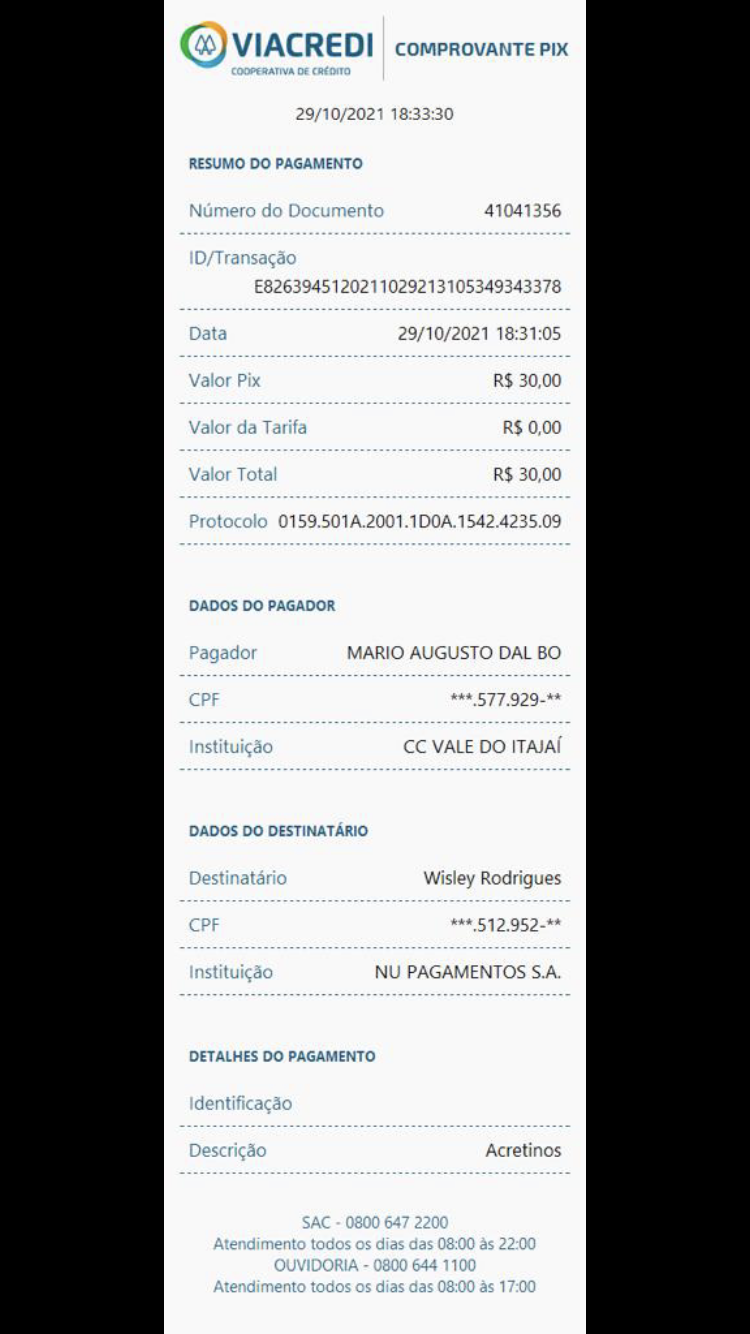 VIACREDI
COOPERATIVA DE CRÉDITO
COMPROVANTE PIX
29/10/2021 18:33:30
RESUMO DO PAGAMENTO
Número do Documento 41041356
ID/Transação
E8263945120211029213105349343378
Data 29/10/2021 18:31:05
Valor Pix R$ 30,00
Valor da Tarifa R$ 0,00
Valor Total R$ 30,00
Protocolo 0159.501A.2001.1D0A.1542.4235.09
DADOS DO PAGADOR
Pagador MARIO AUGUSTO DAL BO
CPF ***.577.929-**
Instituição CC VALE DO ITAJAÍ
DADOS DO DESTINATÁRIO
Destinatário Wisley Rodrigues
CPF ***.512.952-**
Instituição NU PAGAMENTOS S.A.
DETALHES DO PAGAMENTO
Identificação
Descrição Acretinos
SAC - 0800 647 2200
Atendimento todos os dias das 08:00 às 22:00
OUVIDORIA - 0800 644 1100
Atendimento todos os dias das 08:00 às 17:00